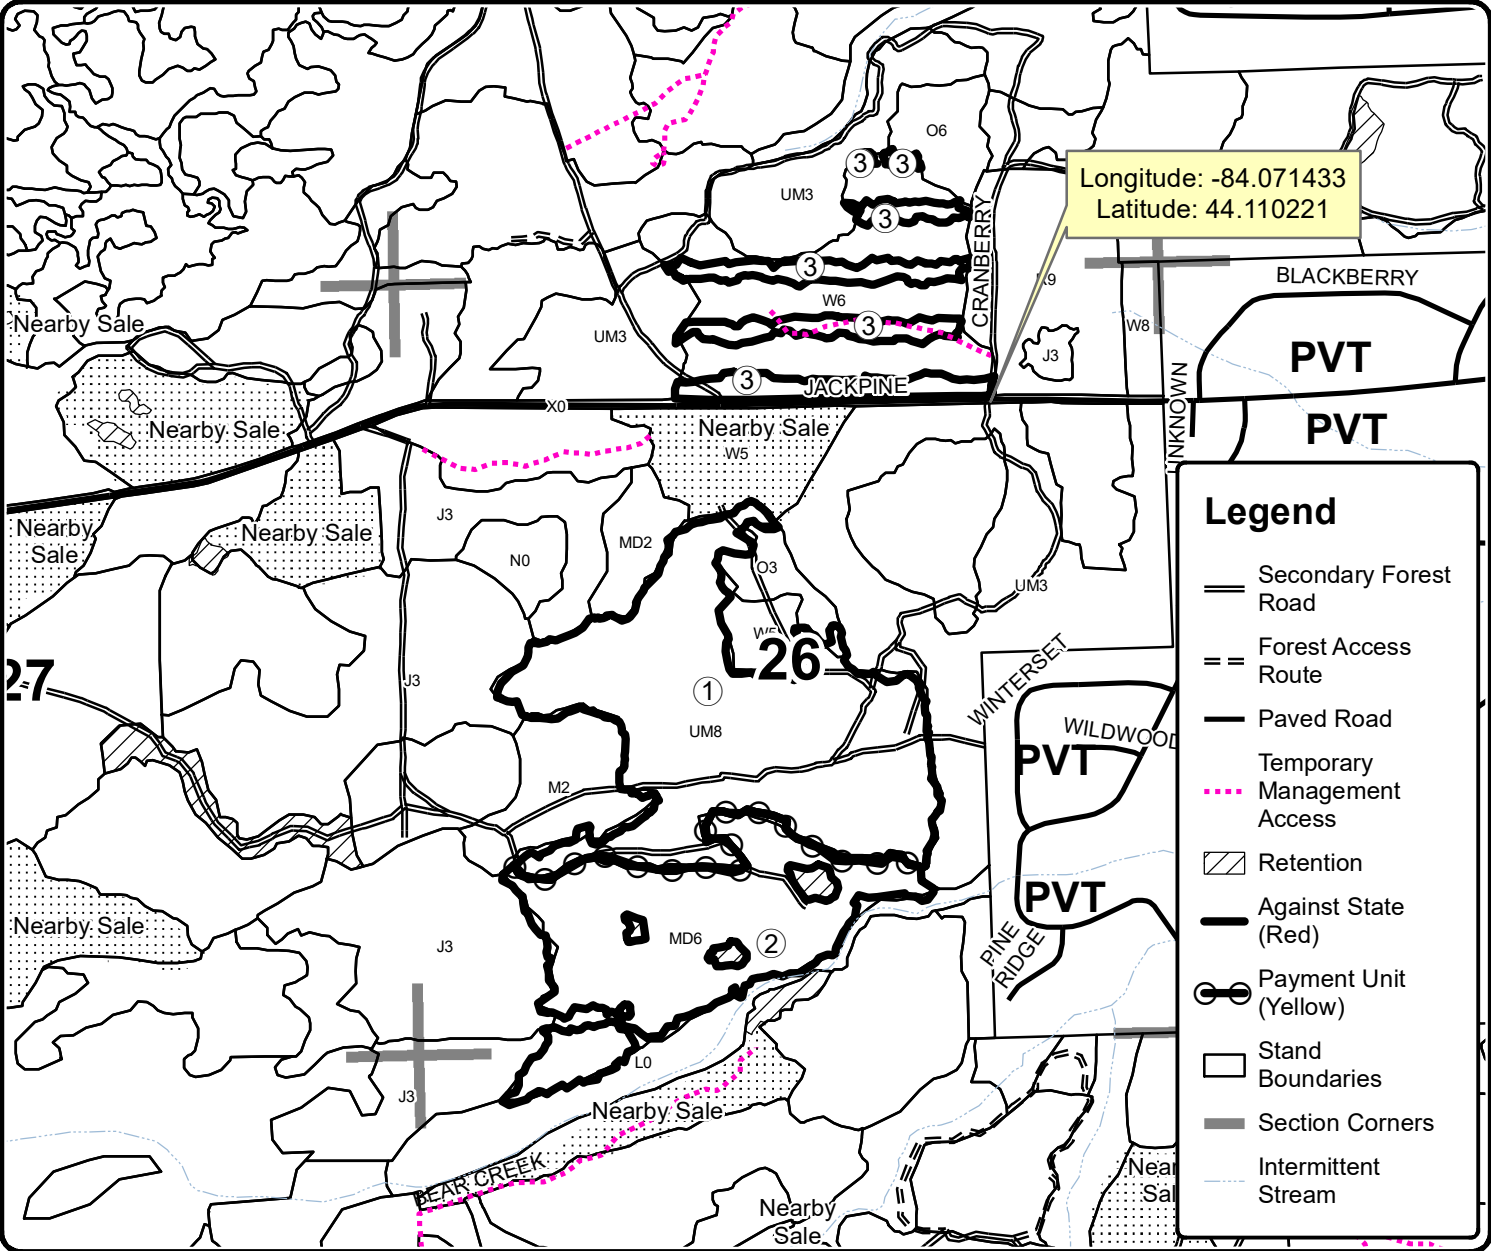 O6
3
3
Longitude: -84.071433
Latitude: 44.110221
UM3
3
CRANBERRY
3
BLACKBERRY
W6
Nearby Sale
UM3
3
W8
J3
PVT
3
JACKPINE
UNKNOWN
X0
Nearby Sale
Nearby Sale
W5
PVT
Nearby
Sale
Nearby Sale
J3
MD2
N0
O3
UM3
W5
26
27
J3
1
UM8
WINTERSET
WILDWOOD
PVT
M2
PVT
Nearby Sale
J3
MD6
2
PINE
RIDGE
L0
J3
Nearby Sale
BEAR CREEK
Nearby
Sale
Legend
Secondary Forest
Road
Forest Access
Route
Paved Road
Temporary
Management
Access
Retention
Against State
(Red)
Payment Unit
(Yellow)
Stand
Boundaries
Section Corners
Intermittent
Stream